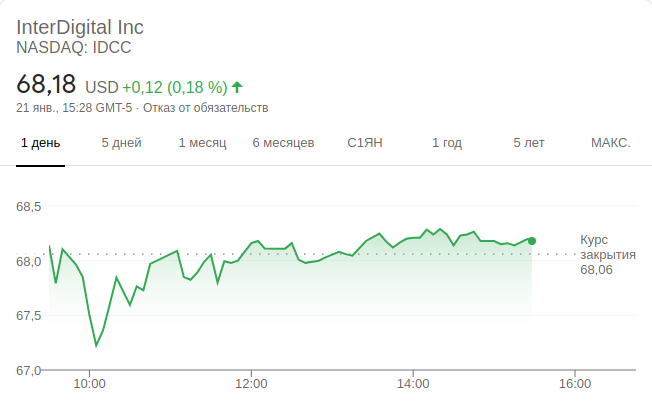 InterDigital Inc
NASDAQ: IDCC
68,18 USD +0,12 (0,18 %)
21 янв., 15:28 GMT-5 · Отказ от обязательств
1 день 5 дней 1 месяц 6 месяцев С1ЯН 1 год 5 лет МАКС.
68,5
68,0
67,5
67,0
Курс
закрытия
68,06
10:00 12:00 14:00 16:00